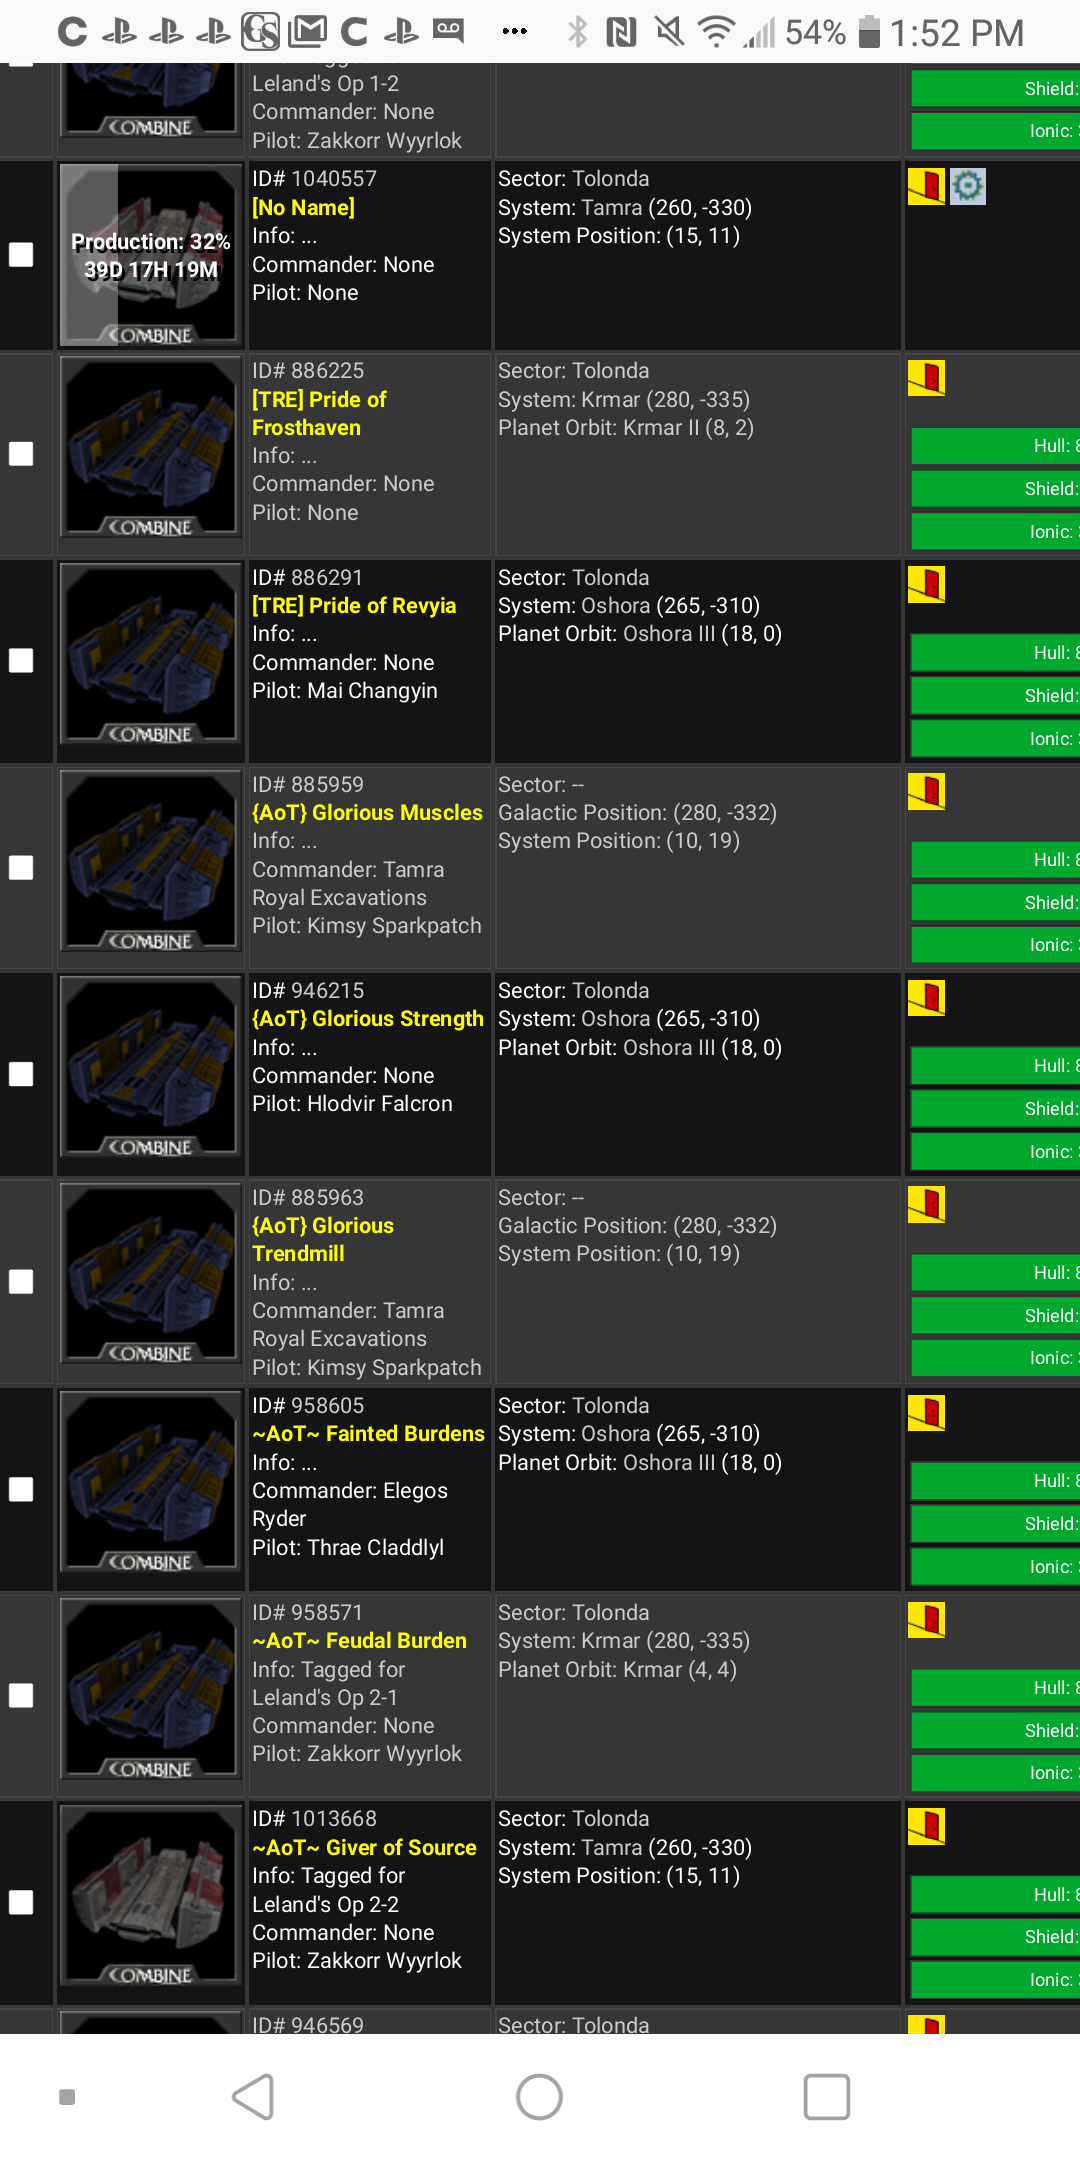 54% 1:52 PM
Leland's Op 1-2
Commander: None
Pilot: Zakkorr Wyyrlok
COMBINE
Shield:
Ionic:
Production: 32%
39D 17H 19M
COMBINE
ID# 1040557
[No Name]
Info: ...
Commander: None
Pilot: None
Sector: Tolonda
System: Tamra (260, -330)
System Position: (15, 11)
COMBINE
ID# 886225
[TRE] Pride of
Frosthaven
Info: ...
Commander: None
Pilot: None
Sector: Tolonda
System: Krmar (280, -335)
Planet Orbit: Krmar II (8, 2)
Hull: 8
Shield:
Ionic:
COMBINE
ID# 886291
[TRE] Pride of Revyia
Info: ...
Commander: None
Pilot: Mai Changyin
Sector: Tolonda
System: Oshora (265, -310)
Planet Orbit: Oshora III (18, 0)
Hull: 8
Shield:
Ionic:
COMBINE
ID# 885959
{AoT} Glorious Muscles
Info: ...
Commander: Tamra
Royal Excavations
Pilot: Kimsy Sparkpatch
Sector: --
Galactic Position: (280, -332)
System Position: (10, 19)
Hull: 8
Shield:
Ionic:
COMBINE
ID# 946215
{AoT} Glorious Strength
Info: ...
Commander: None
Pilot: Hlodvir Falcron
Sector: Tolonda
System: Oshora (265, -310)
Planet Orbit: Oshora III (18, 0)
Hull: 8
Shield:
Ionic:
COMBINE
ID# 885963
{AoT} Glorious
Trendmill
Info: ...
Commander: Tamra
Royal Excavations
Pilot: Kimsy Sparkpatch
Sector: --
Galactic Position: (280, -332)
System Position: (10, 19)
Hull: 8
Shield:
Ionic:
COMBINE
ID# 958605
~AoT~ Fainted Burdens
Info: ...
Commander: Elegos
Ryder
Pilot: Thrae Claddlyl
Sector: Tolonda
System: Oshora (265, -310)
Planet Orbit: Oshora III (18, 0)
Hull: 8
Shield:
Ionic:
COMBINE
ID# 958571
~AoT~ Feudal Burden
Info: Tagged for
Leland's Op 2-1
Commander: None
Pilot: Zakkorr Wyyrlok
Sector: Tolonda
System: Krmar (280, -335)
Planet Orbit: Krmar (4, 4)
Hull: 8
Shield:
Ionic:
COMBINE
ID# 1013668
~AoT~ Giver of Source
Info: Tagged for
Leland's Op 2-2
Commander: None
Pilot: Zakkorr Wyyrlok
Sector: Tolonda
System: Tamra (260, -330)
System Position: (15, 11)
Hull: 8
Shield:
Ionic:
ID# 946569
Sector: Tolonda